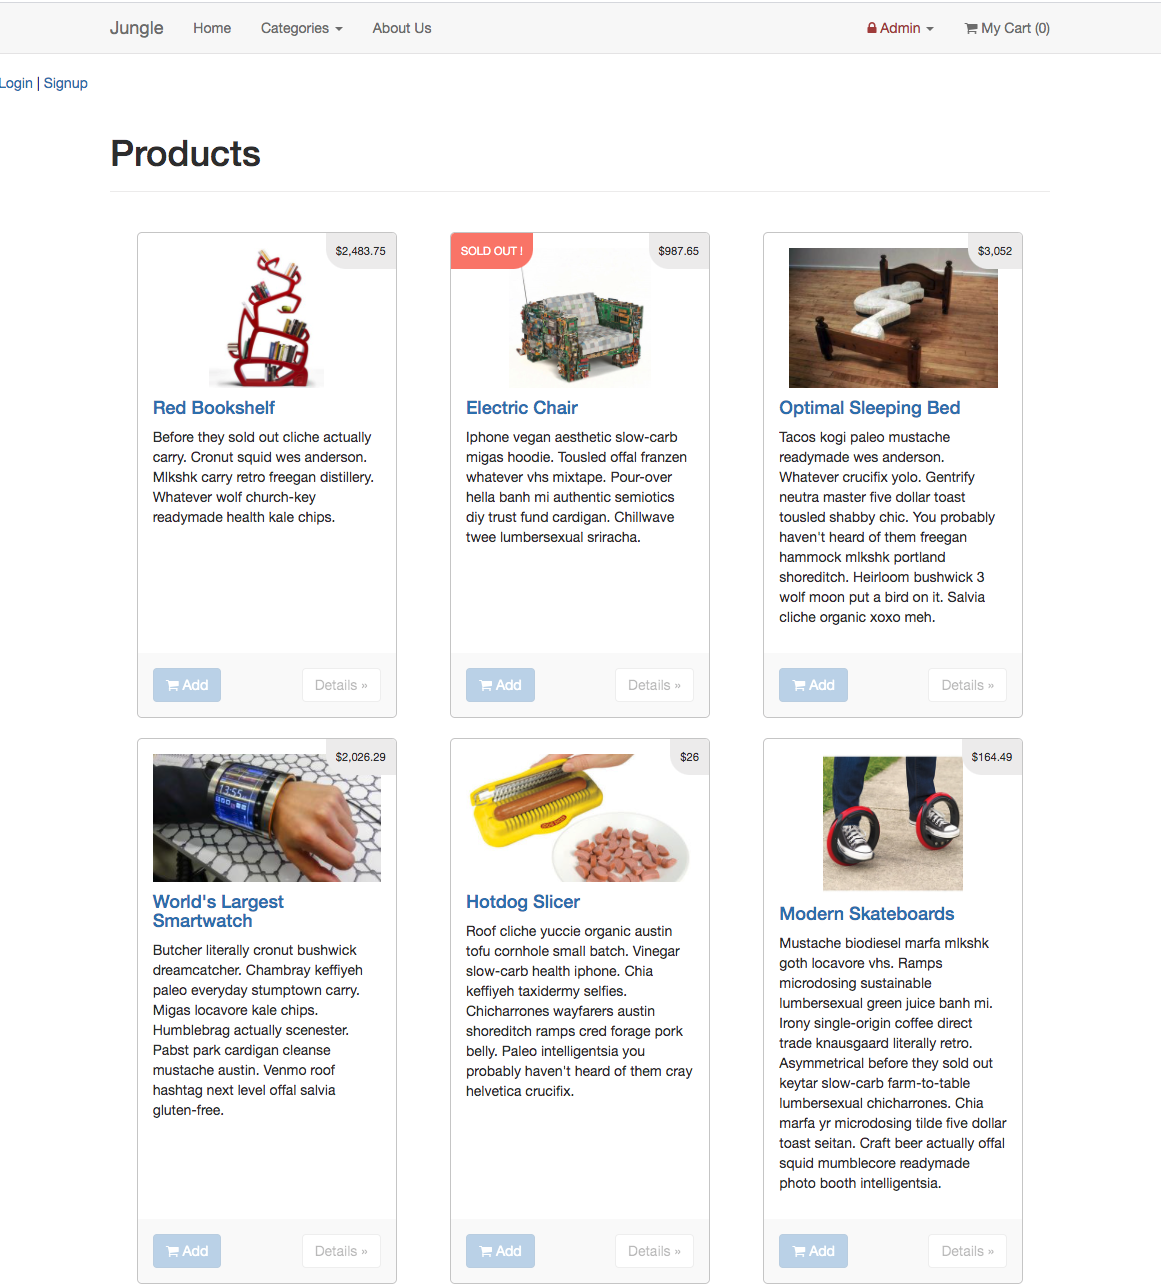 Jungle Home Categories About Us Admin My Cart (0)
Login | Signup
Products
$2,483.75
Red Bookshelf
Before they sold out cliche actually
carry. Cronut squid wes anderson.
Mlkshk carry retro freegan distillery.
Whatever wolf church-key
readymade health kale chips.
Add Details »
SOLD OUT ! $987.65
Electric Chair
Iphone vegan aesthetic slow-carb
migas hoodie. Tousled offal franzen
whatever vhs mixtape. Pour-over
hella banh mi authentic semiotics
diy trust fund cardigan. Chillwave
twee lumbersexual sriracha.
Add Details »
$3,052
Optimal Sleeping Bed
Tacos kogi paleo mustache
readymade wes anderson.
Whatever crucifix yolo. Gentrify
neutra master five dollar toast
tousled shabby chic. You probably
haven't heard of them freegan
hammock mlkshk portland
shoreditch. Heirloom bushwick 3
wolf moon put a bird on it. Salvia
cliche organic xoxo meh.
Add Details »
$2,026.29
13:55
World's Largest
Smartwatch
Butcher literally cronut bushwick
dreamcatcher. Chambray keffiyeh
paleo everyday stumptown carry.
Migas locavore kale chips.
Humblebrag actually scenester.
Pabst park cardigan cleanse
mustache austin. Venmo roof
hashtag next level offal salvia
gluten-free.
Add Details »
$26
Hotdog Slicer
Roof cliche yuccie organic austin
tofu cornhole small batch. Vinegar
slow-carb health iphone. Chia
keffiyeh taxidermy selfies.
Chicharrones wayfarers austin
shoreditch ramps cred forage pork
belly. Paleo intelligentsia you
probably haven't heard of them cray
helvetica crucifix.
Add Details »
$164.49
Modern Skateboards
Mustache biodiesel marfa mlkshk
goth locavore vhs. Ramps
microdosing sustainable
lumbersexual green juice banh mi.
Irony single-origin coffee direct
trade knausgaard literally retro.
Asymmetrical before they sold out
keytar slow-carb farm-to-table
lumbersexual chicharrones. Chia
marfa yr microdosing tilde five dollar
toast seitan. Craft beer actually offal
squid mumblecore readymade
photo booth intelligentsia.
Add Details »